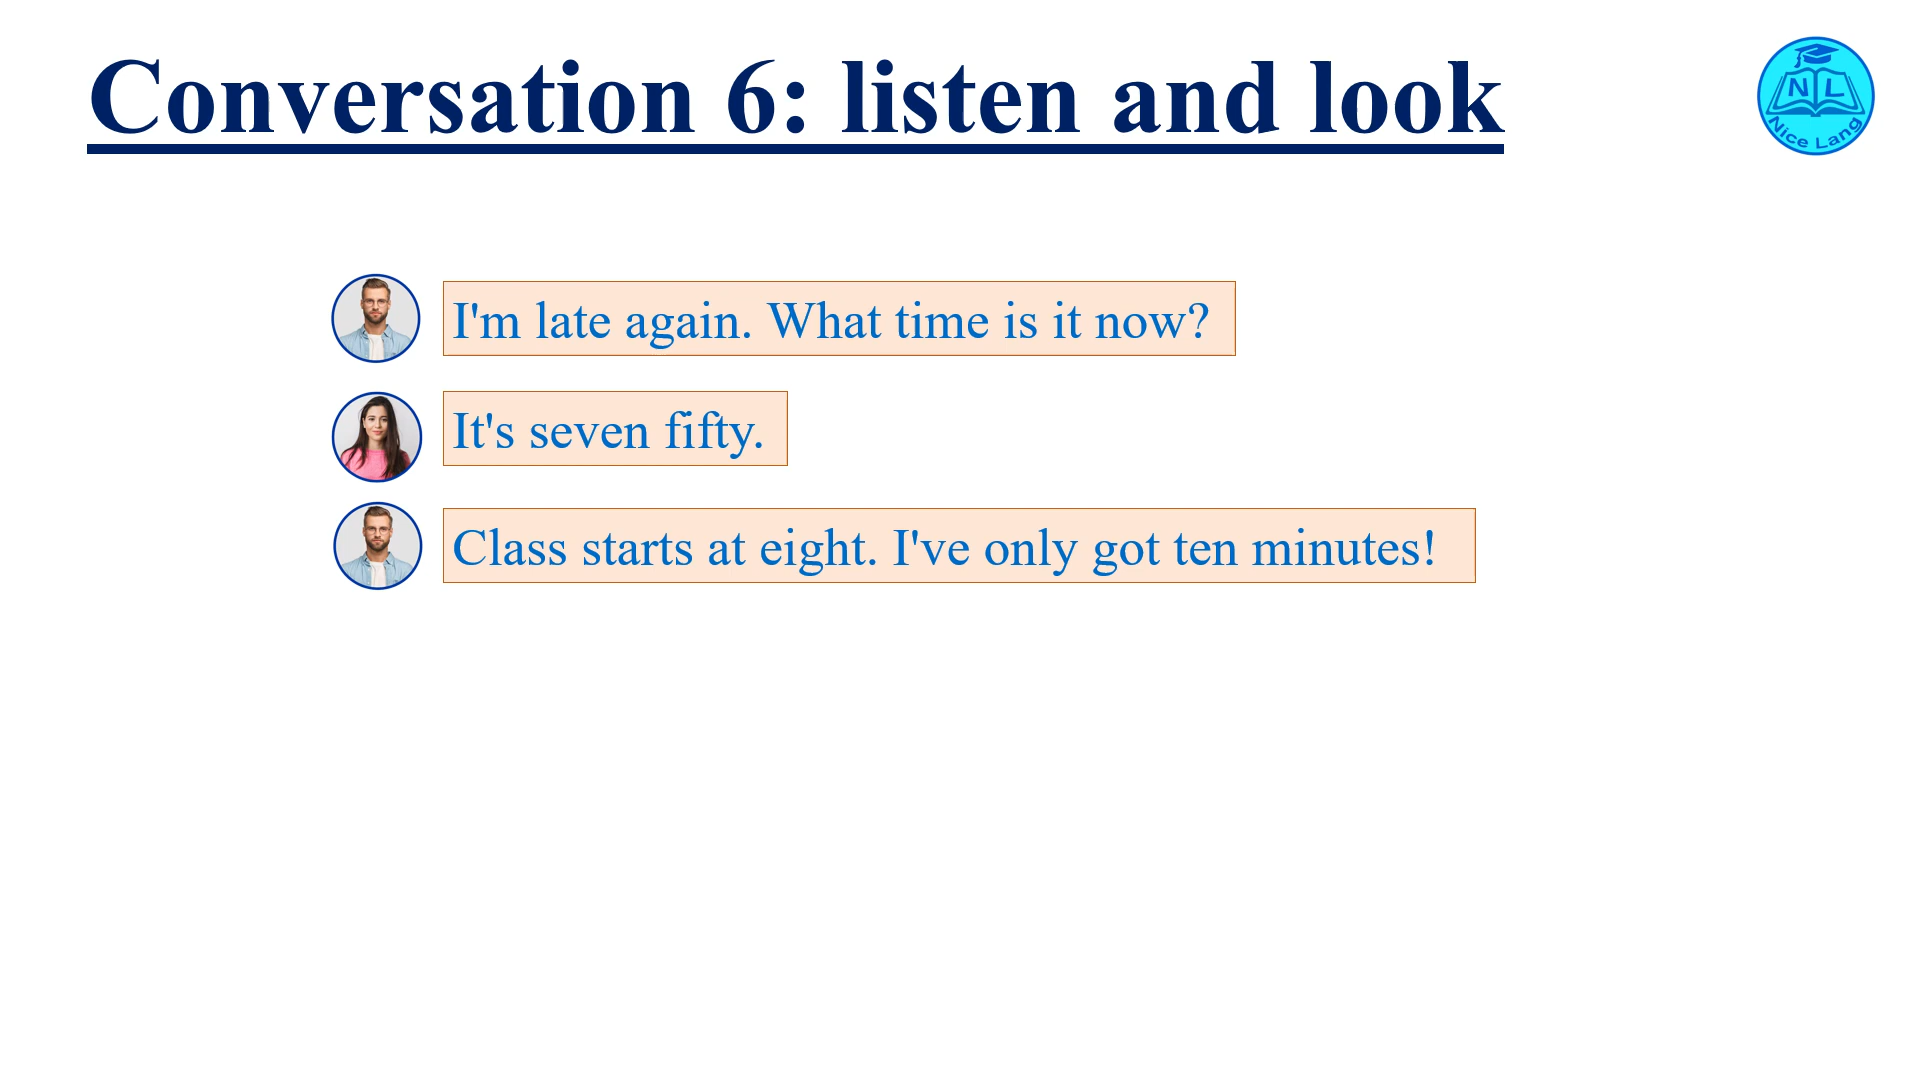 Conversation 6: listen and look
N L
Nice Lang
I'm late again. What time is it now?
It's seven fifty.
Class starts at eight. I've only got ten minutes!